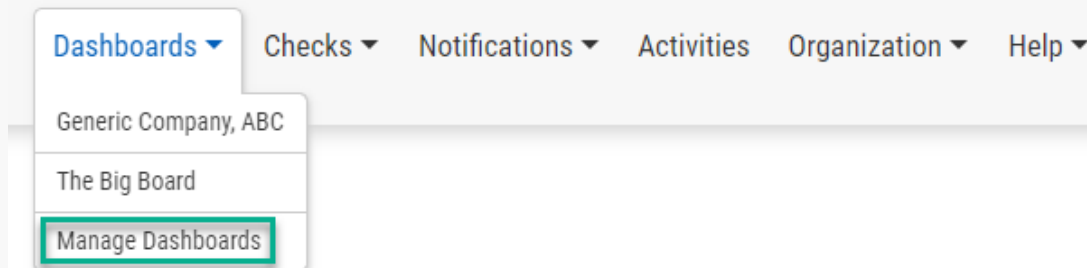 Dashboards Checks Notifications Activities Organization Help
Generic Company, ABC
The Big Board
Manage Dashboards